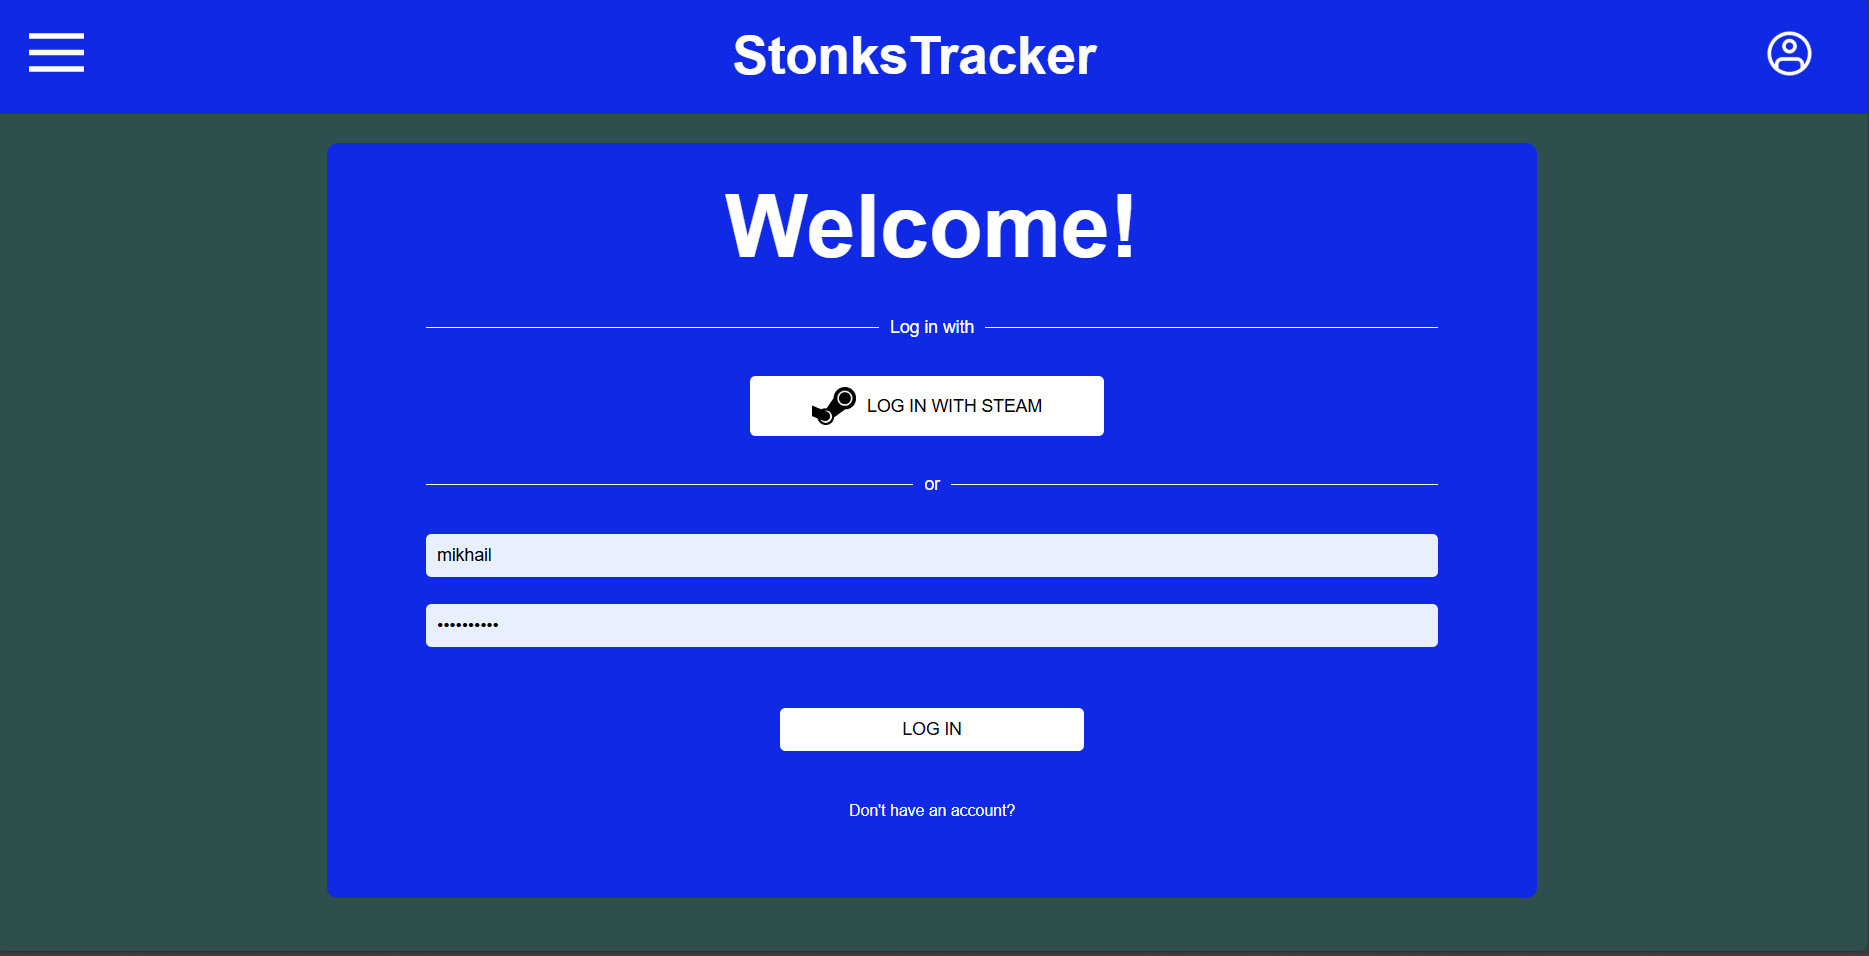 StonksTracker
Welcome!
Log in with
LOG IN WITH STEAM
or
mikhail
••••••••••
LOG IN
Don't have an account?